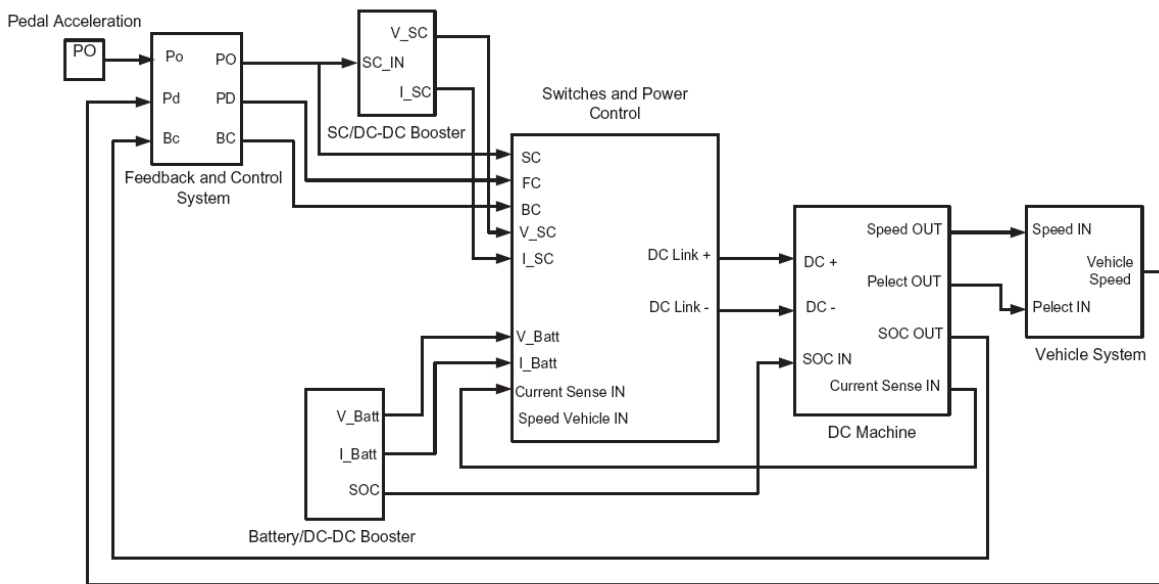 Pedal Acceleration
PO
Po
PO
Pd
PD
Bc
BC
Feedback and Control
System
V_SC
SC_IN
I_SC
SC/DC-DC Booster
Switches and Power
Control
SC
FC
BC
V_SC
I_SC
DC Link +
DC Link -
V_Batt
I_Batt
Current Sense IN
Speed Vehicle IN
V_Batt
I_Batt
SOC
Battery/DC-DC Booster
Speed OUT
DC +
Pelect OUT
DC -
SOC OUT
SOC IN
Current Sense IN
DC Machine
Speed IN
Vehicle
Speed
Pelect IN
Vehicle System